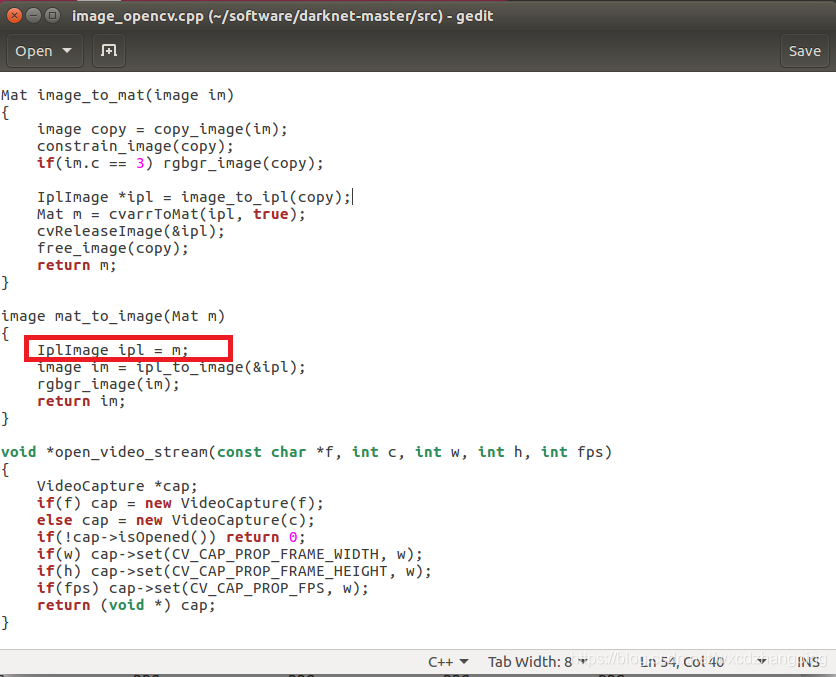 image_opencv.cpp (~/software/darknet-master/src) - gedit
Open Save
Mat image_to_mat(image im)
{
    image copy = copy_image(im);
    constrain_image(copy);
    if(im.c == 3) rgbgr_image(copy);

    IplImage *ipl = image_to_ipl(copy);
    Mat m = cvarrToMat(ipl, true);
    cvReleaseImage(&ipl);
    free_image(copy);
    return m;
}

image mat_to_image(Mat m)
{
    IplImage ipl = m;
    image im = ipl_to_image(&ipl);
    rgbgr_image(im);
    return im;
}

void *open_video_stream(const char *f, int c, int w, int h, int fps)
{
    VideoCapture *cap;
    if(f) cap = new VideoCapture(f);
    else cap = new VideoCapture(c);
    if(!cap->isOpened()) return 0;
    if(w) cap->set(CV_CAP_PROP_FRAME_WIDTH, w);
    if(h) cap->set(CV_CAP_PROP_FRAME_HEIGHT, w);
    if(fps) cap->set(CV_CAP_PROP_FPS, w);
    return (void *) cap;
}
C++ Tab Width: 8 Ln 54, Col 40 INS